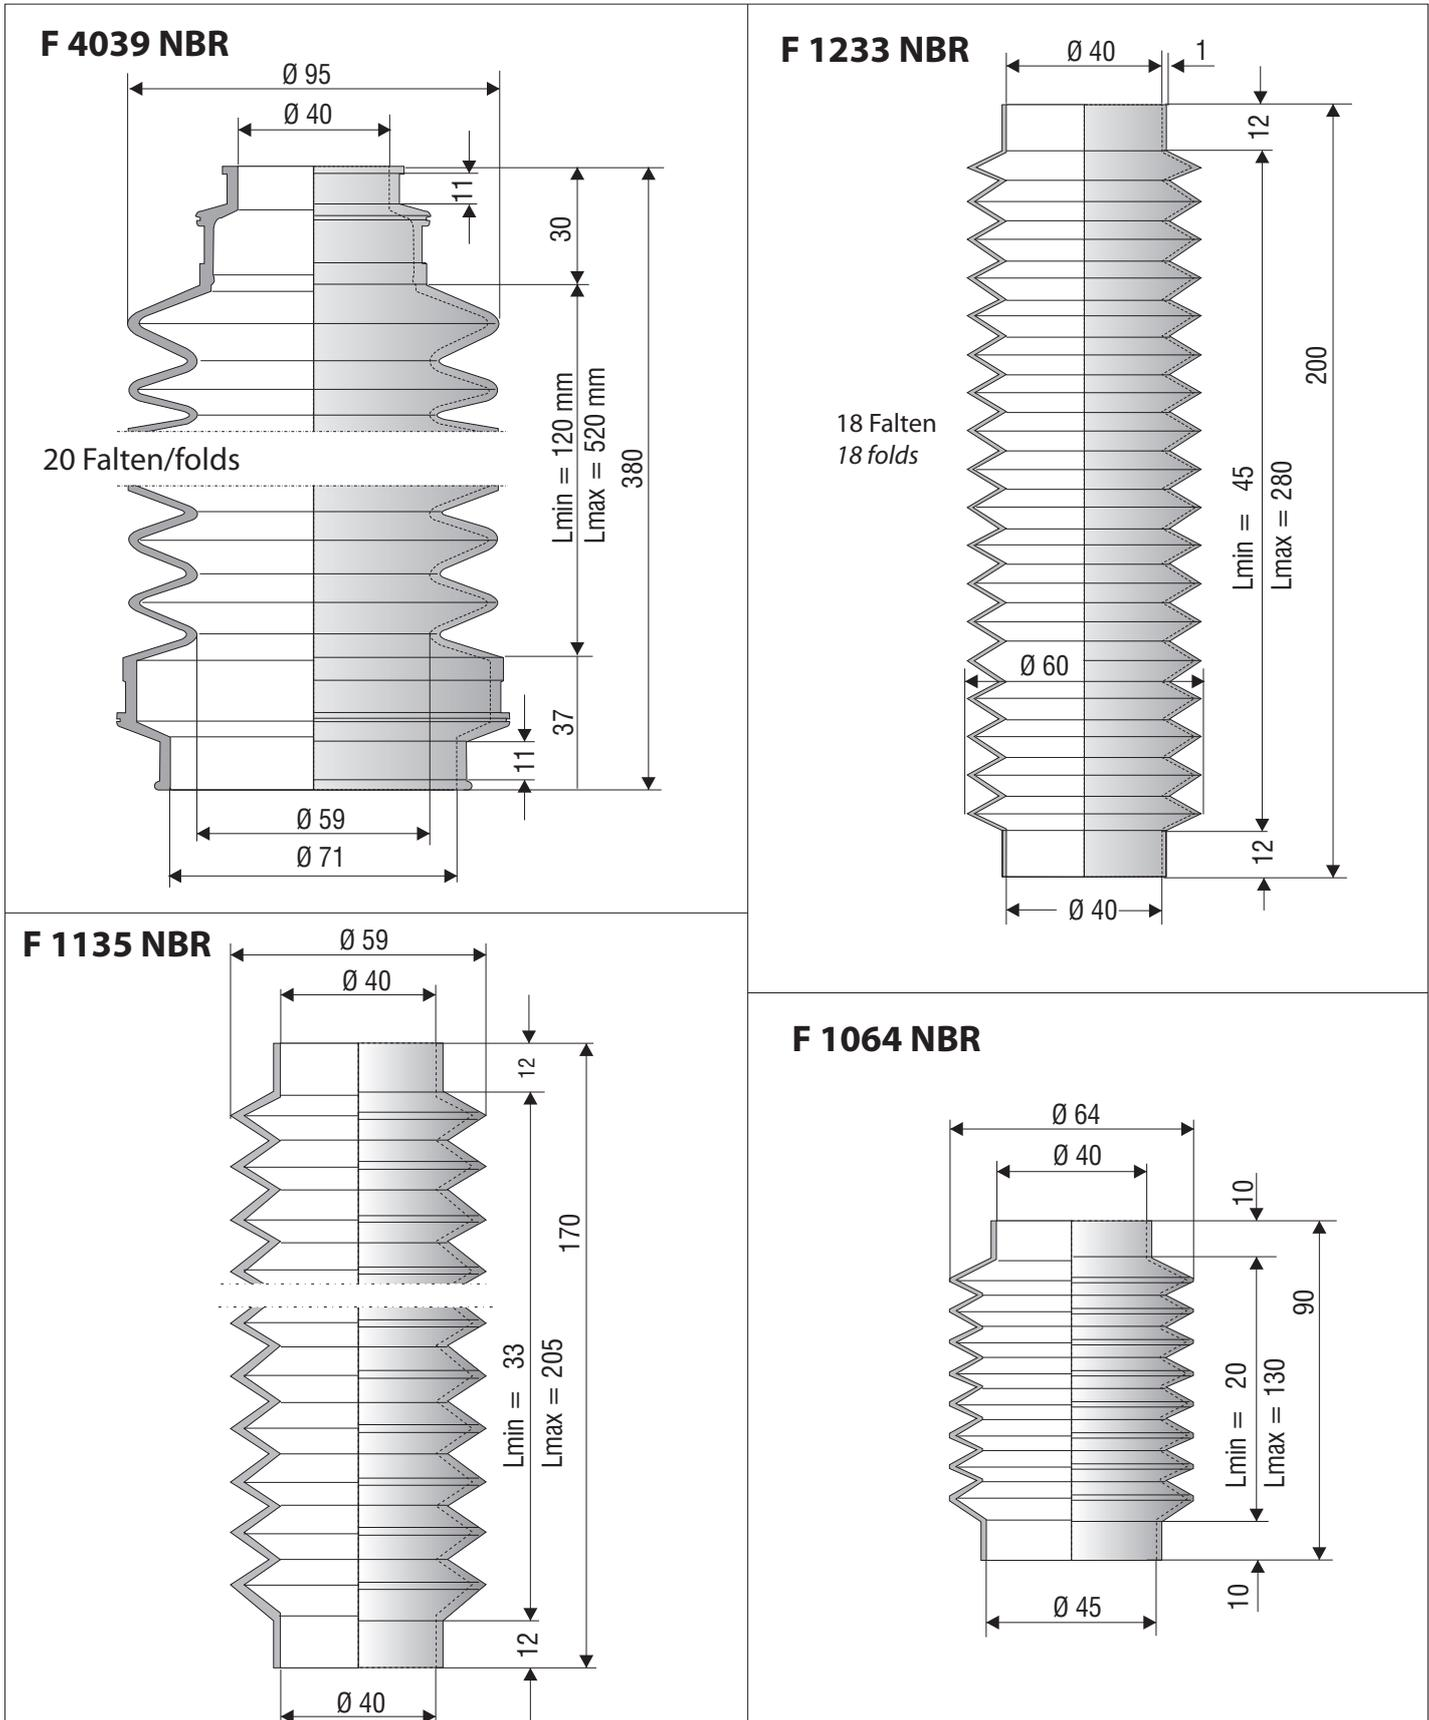 F 4039 NBR
Ø 95
Ø 40
11
30
Lmin = 120 mm
Lmax = 520 mm
380
20 Falten/folds
37
11
Ø 59
Ø 71
F 1233 NBR
Ø 40
1
12
200
18 Falten
18 folds
Lmin = 45
Lmax = 280
Ø 60
12
Ø 40
F 1135 NBR
Ø 59
Ø 40
12
170
Lmin = 33
Lmax = 205
12
Ø 40
F 1064 NBR
Ø 64
Ø 40
10
90
Lmin = 20
Lmax = 130
10
Ø 45